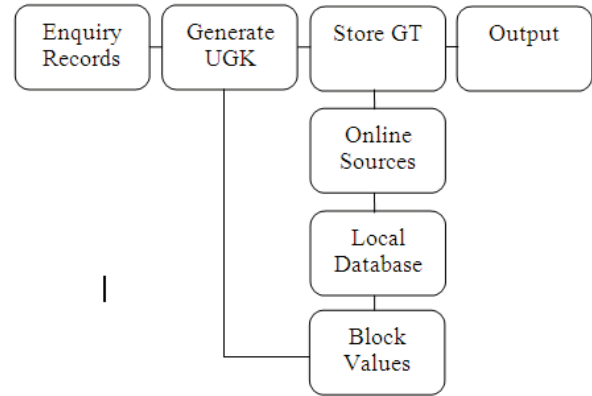 Enquiry
Records
Generate
UGK
Store GT
Output
Online
Sources
Local
Database
Block
Values